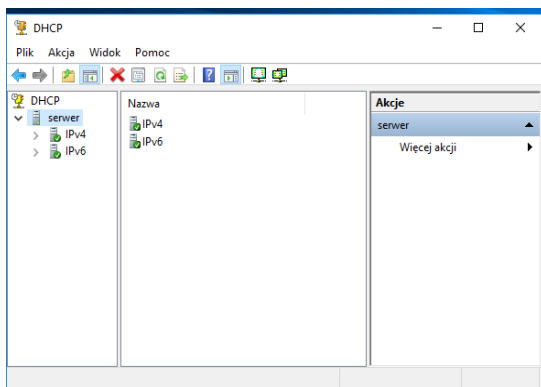 DHCP
Plik Akcja Widok Pomoc
DHCP
serwer
IPv4
IPv6
Nazwa
IPv4
IPv6
Akcje
serwer
Więcej akcji